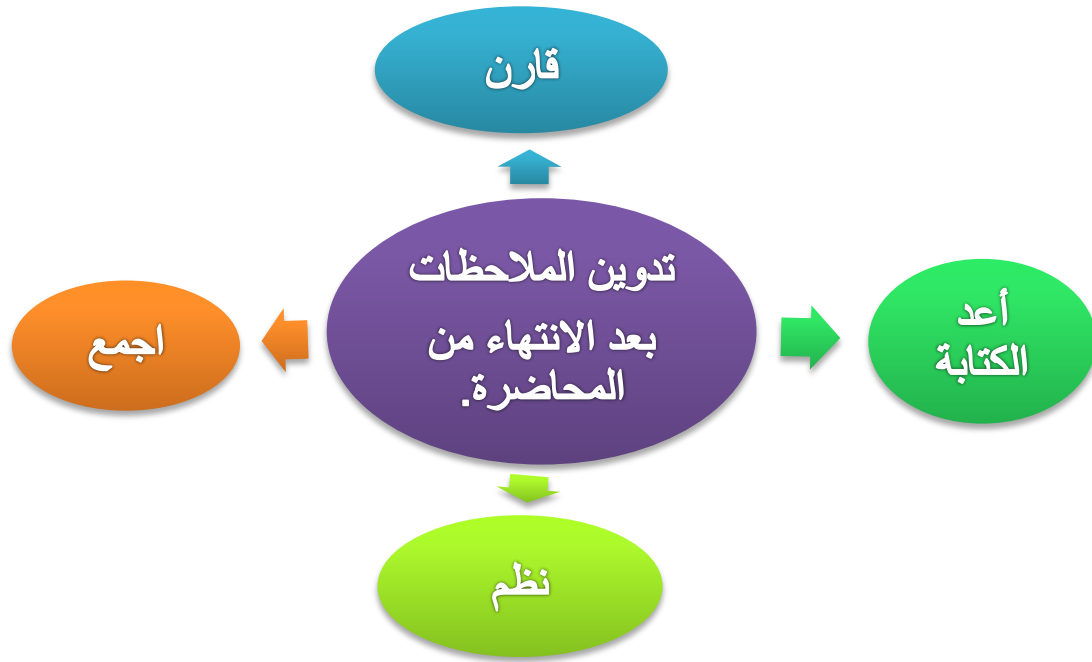 قارن
تدوين الملاحظات
بعد الانتهاء من
المحاضرة.
أعد
الكتابة
اجمع
نظم